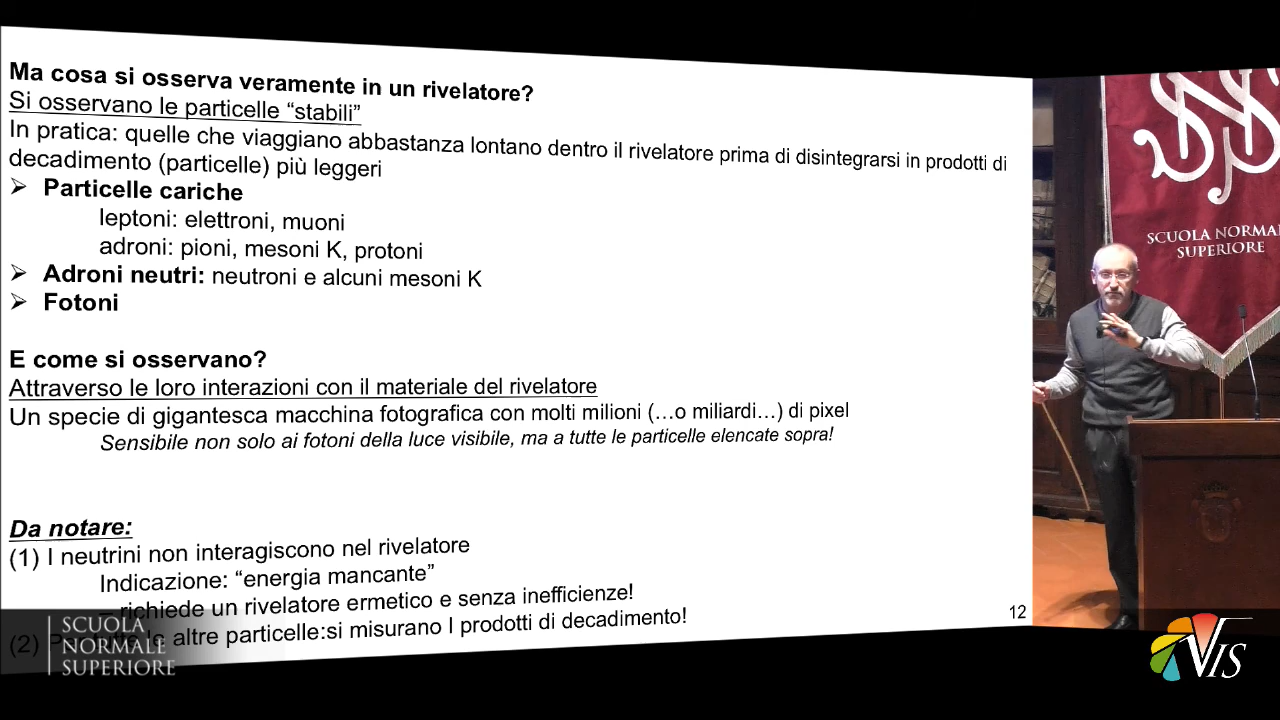 Ma cosa si osserva veramente in un rivelatore?
Si osservano le particelle “stabili”
In pratica: quelle che viaggiano abbastanza lontano dentro il rivelatore prima di disintegrarsi in prodotti di
decadimento (particelle) più leggeri
➢ Particelle cariche
leptoni: elettroni, muoni
adroni: pioni, mesoni K, protoni
➢ Adroni neutri: neutroni e alcuni mesoni K
➢ Fotoni
E come si osservano?
Attraverso le loro interazioni con il materiale del rivelatore
Un specie di gigantesca macchina fotografica con molti milioni (…o miliardi…) di pixel
Sensibile non solo ai fotoni della luce visibile, ma a tutte le particelle elencate sopra!
Da notare:
(1) I neutrini non interagiscono nel rivelatore
Indicazione: “energia mancante”
– richiede un rivelatore ermetico e senza inefficienze!
(2) Per tutte le altre particelle:si misurano I prodotti di decadimento!
12
SCUOLA
NORMALE
SUPERIORE
SNS
SCUOLA NORMALE
SUPERIORE
VIS